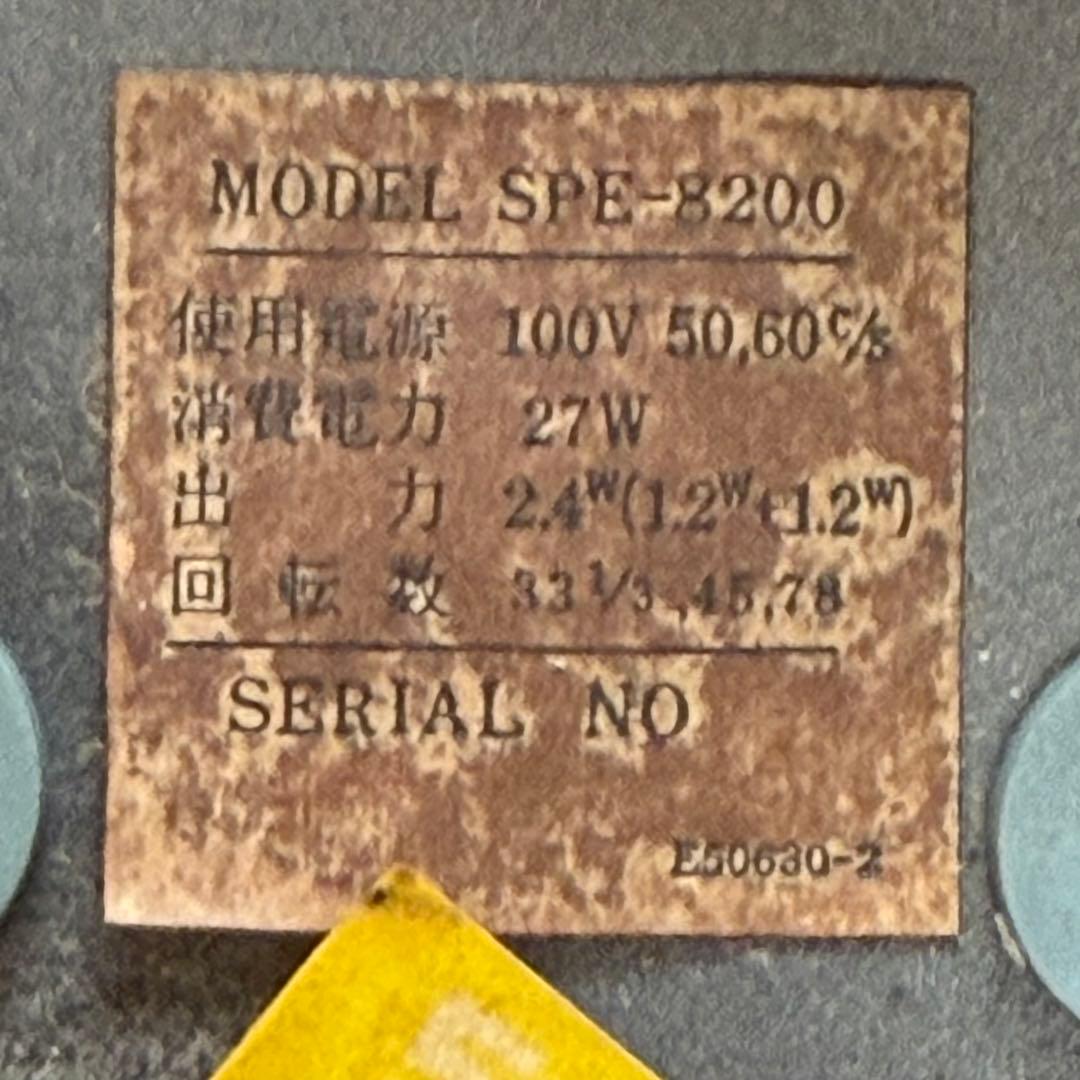 MODEL SPE-8200
使用電源 100V 50,60c/s
消費電力 27W
出力 2.4W(1.2W+1.2W)
回転数 33 1/3,45,78
SERIAL NO
E50630-2